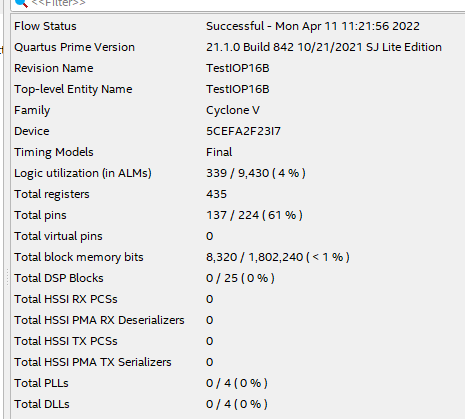 <<Filter>>
Flow Status Successful - Mon Apr 11 11:21:56 2022
Quartus Prime Version 21.1.0 Build 842 10/21/2021 SJ Lite Edition
Revision Name TestIOP16B
Top-level Entity Name TestIOP16B
Family Cyclone V
Device 5CEFA2F23I7
Timing Models Final
Logic utilization (in ALMs) 339 / 9,430 ( 4 % )
Total registers 435
Total pins 137 / 224 ( 61 % )
Total virtual pins 0
Total block memory bits 8,320 / 1,802,240 ( < 1 % )
Total DSP Blocks 0 / 25 ( 0 % )
Total HSSI RX PCSs 0
Total HSSI PMA RX Deserializers 0
Total HSSI TX PCSs 0
Total HSSI PMA TX Serializers 0
Total PLLs 0 / 4 ( 0 % )
Total DLLs 0 / 4 ( 0 % )